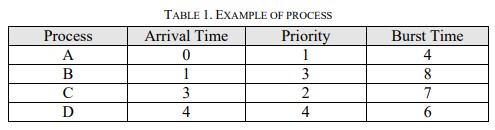 TABLE 1. EXAMPLE OF PROCESS
Process Arrival Time Priority Burst Time
A 0 1 4
B 1 3 8
C 3 2 7
D 4 4 6